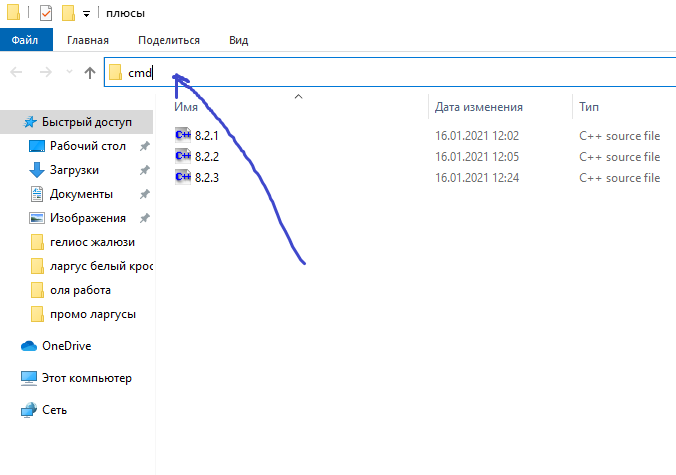 плюсы
Файл Главная Поделиться Вид
cmd
Имя Дата изменения Тип
Быстрый доступ
Рабочий стол
Загрузки
Документы
Изображения
гелиос жалюзи
ларгус белый крос
оля работа
промо ларгусы
OneDrive
Этот компьютер
Сеть
C++ 8.2.1 16.01.2021 12:02 C++ source file
C++ 8.2.2 16.01.2021 12:05 C++ source file
C++ 8.2.3 16.01.2021 12:24 C++ source file